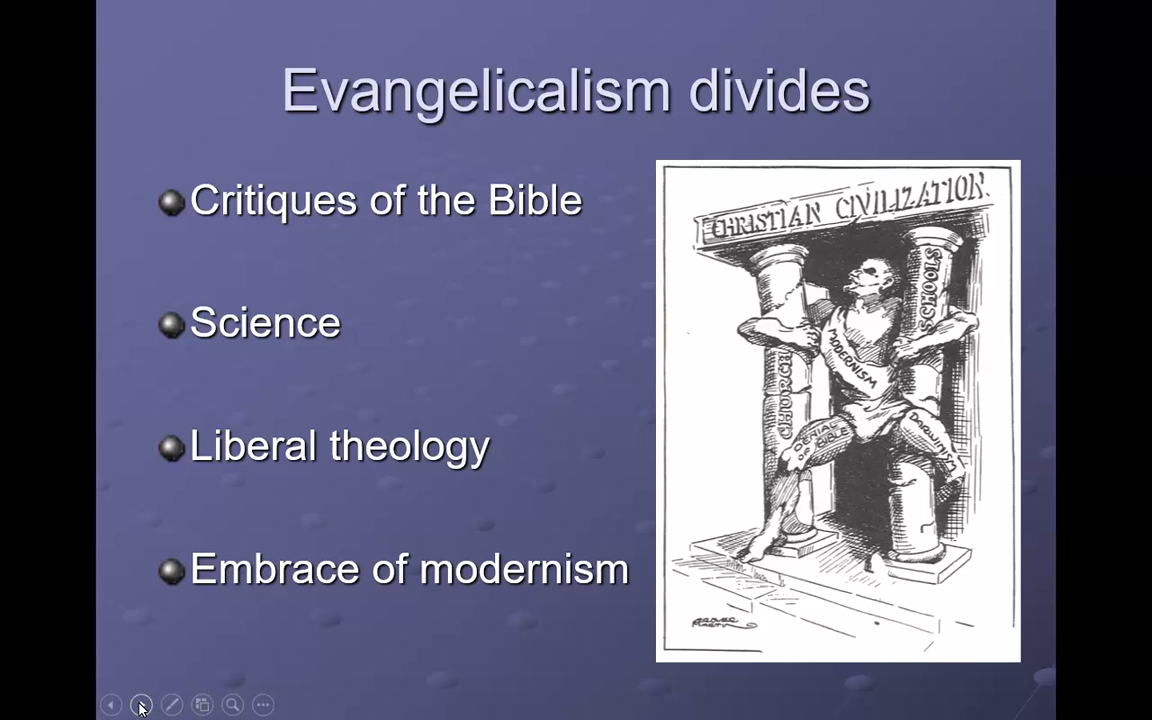 Evangelicalism divides
Critiques of the Bible
Science
Liberal theology
Embrace of modernism
CHRISTIAN CIVILIZATION
SCHOOLS
MODERNISM
CHURCH
DENIAL
OF BIBLE
DARWINISM